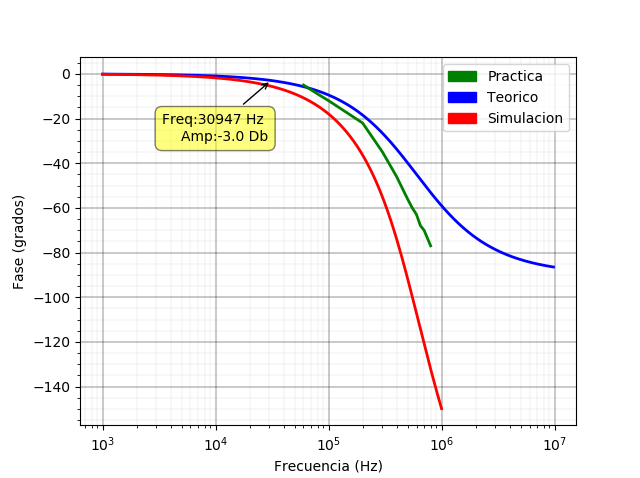 Practica
Teorico
Simulacion
Freq:30947 Hz
Amp:-3.0 Db
0
−20
−40
−60
−80
−100
−120
−140
Fase (grados)
10³
10⁴
10⁵
10⁶
10⁷
Frecuencia (Hz)